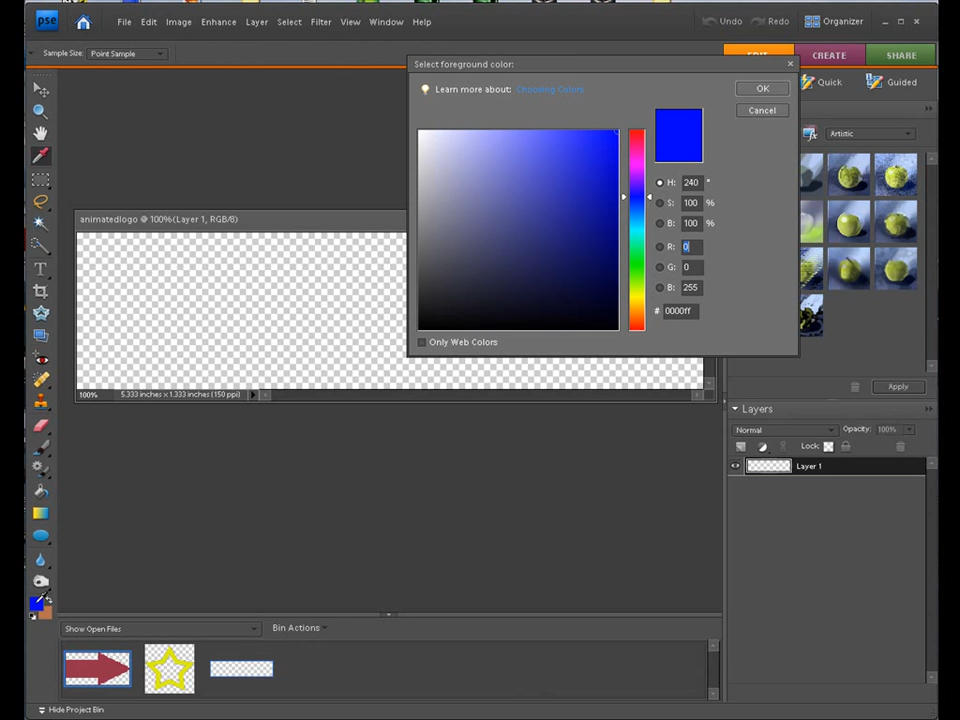 pse File Edit Image Enhance Layer Select Filter View Window Help Undo Redo Organizer
Sample Size: Point Sample
EDIT CREATE SHARE
Select foreground color:
Learn more about: Choosing Colors
OK
Cancel
Quick Guided
fx Artistic
H: 240 °
S: 100 %
B: 100 %
R: 0
G: 0
B: 255
# 0000ff
Only Web Colors
animatedlogo @ 100%(Layer 1, RGB/8)
T
100% 5.333 inches x 1.333 inches (150 ppi)
Apply
Layers
Normal Opacity: 100%
Lock:
Layer 1
Show Open Files Bin Actions
Hide Project Bin